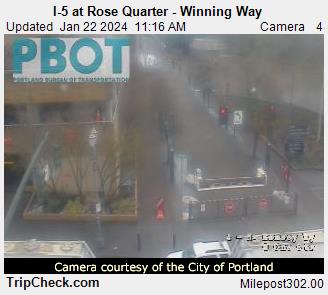 I-5 at Rose Quarter - Winning Way
Updated Jan 22 2024 11:16 AM Camera 4
PBOT
PORTLAND BUREAU OF TRANSPORTATION
Camera courtesy of the City of Portland
TripCheck.com Milepost302.00